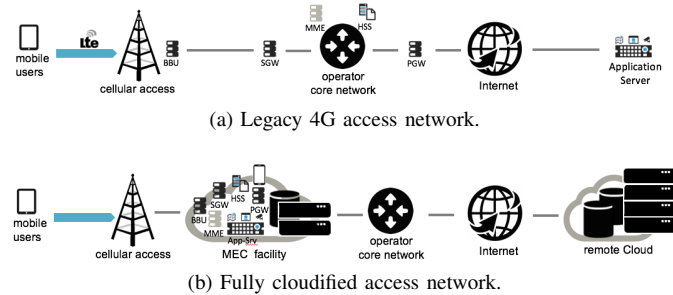 MME
HSS
lte
mobile
users
BBU
SGW
PGW
cellular access
operator
core network
Internet
Application
Server
(a) Legacy 4G access network.
SGW
HSS
PGW
BBU
MME
App-Srv
mobile
users
cellular access
MEC facility
operator
core network
Internet
remote Cloud
(b) Fully cloudified access network.